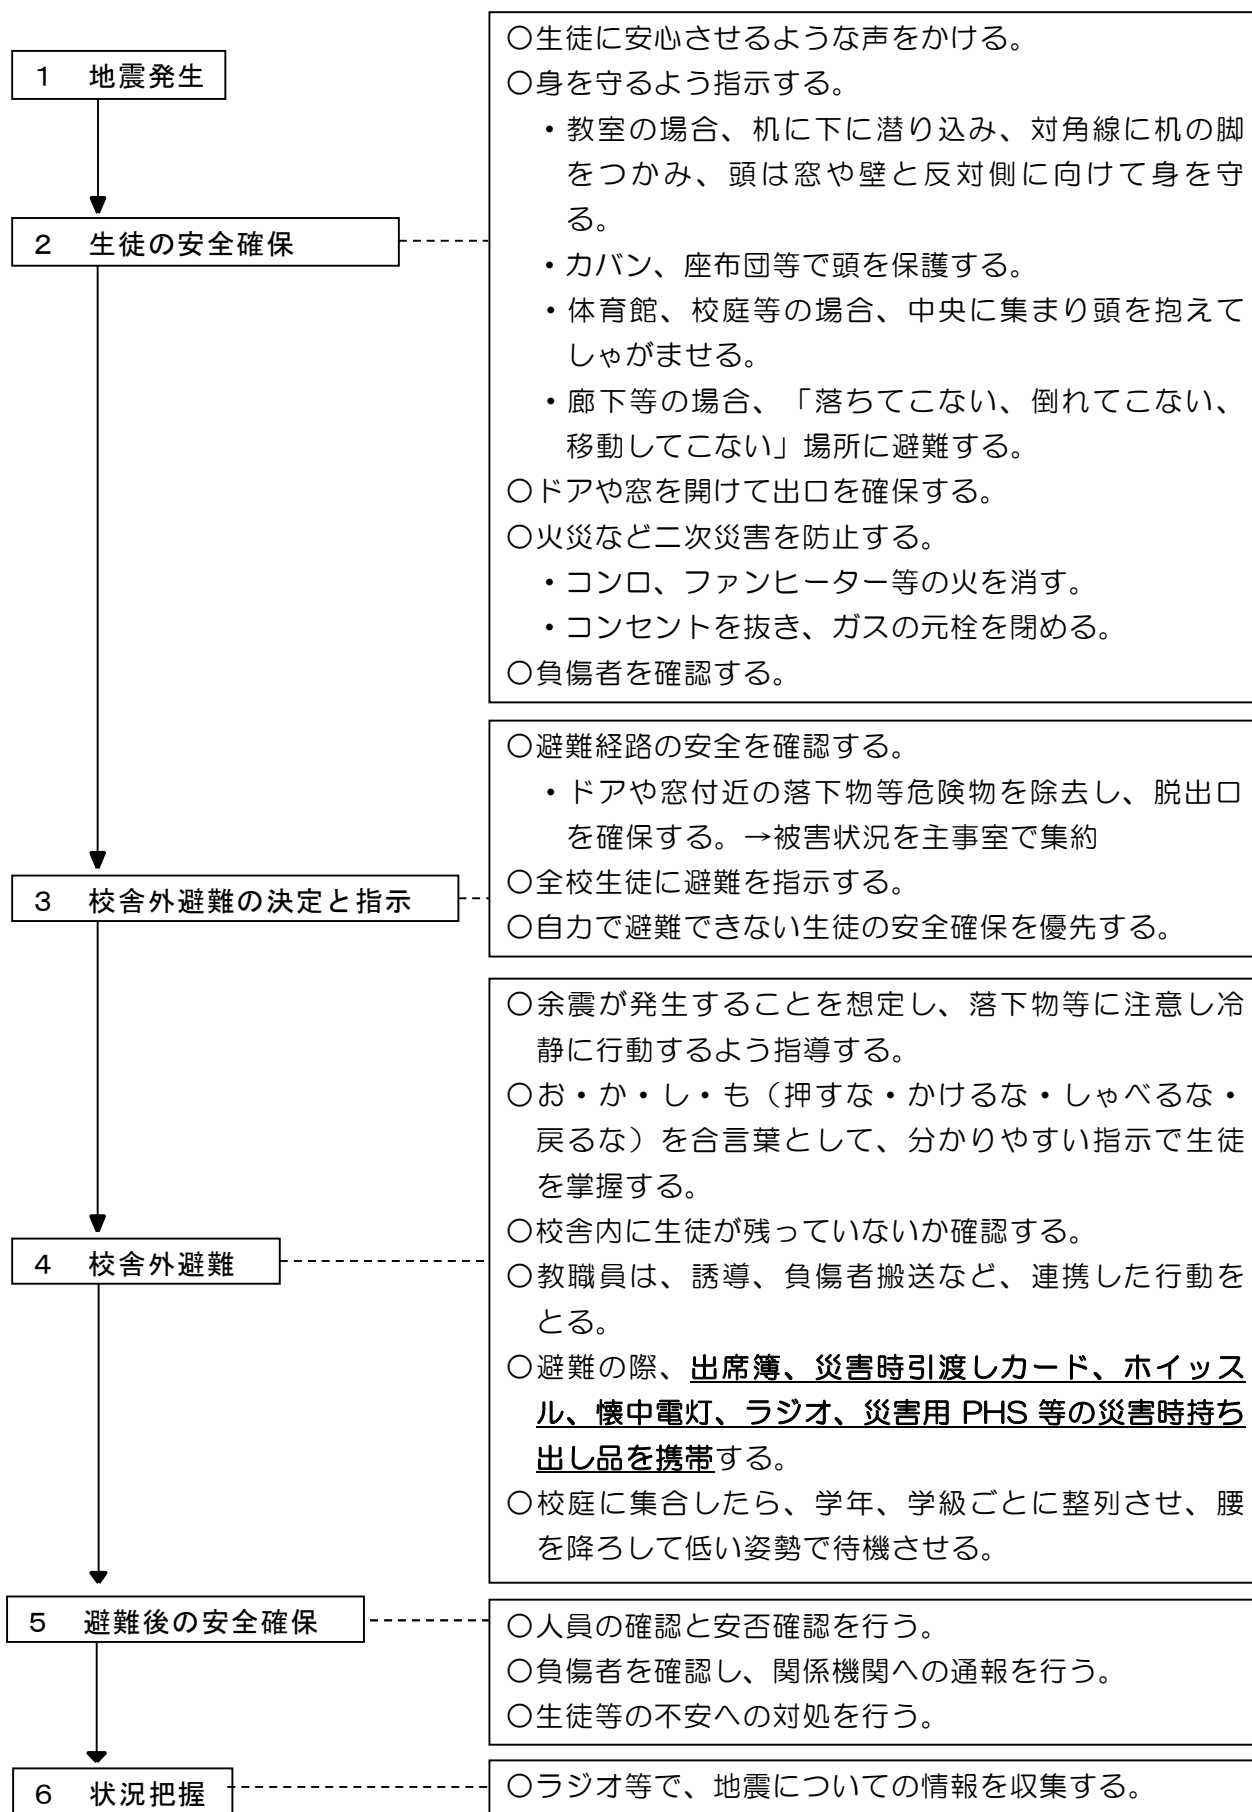 1 地震発生
2 生徒の安全確保
〇生徒に安心させるような声をかける。
〇身を守るよう指示する。
・教室の場合、机に下に潜り込み、対角線に机の脚
をつかみ、頭は窓や壁と反対側に向けて身を守
る。
・カバン、座布団等で頭を保護する。
・体育館、校庭等の場合、中央に集まり頭を抱えて
しゃがませる。
・廊下等の場合、「落ちてこない、倒れてこない、
移動してこない」場所に避難する。
〇ドアや窓を開けて出口を確保する。
〇火災など二次災害を防止する。
・コンロ、ファンヒーター等の火を消す。
・コンセントを抜き、ガスの元栓を閉める。
〇負傷者を確認する。
3 校舎外避難の決定と指示
〇避難経路の安全を確認する。
・ドアや窓付近の落下物等危険物を除去し、脱出口
を確保する。→被害状況を主事室で集約
〇全校生徒に避難を指示する。
〇自力で避難できない生徒の安全確保を優先する。
4 校舎外避難
〇余震が発生することを想定し、落下物等に注意し冷
静に行動するよう指導する。
〇お・か・し・も（押すな・かけるな・しゃべるな・
戻るな）を合言葉として、分かりやすい指示で生徒
を掌握する。
〇校舎内に生徒が残っていないか確認する。
〇教職員は、誘導、負傷者搬送など、連携した行動を
とる。
〇避難の際、出席簿、災害時引渡しカード、ホイッス
ル、懐中電灯、ラジオ、災害用 PHS 等の災害時持ち
出し品を携帯する。
〇校庭に集合したら、学年、学級ごとに整列させ、腰
を降ろして低い姿勢で待機させる。
5 避難後の安全確保
〇人員の確認と安否確認を行う。
〇負傷者を確認し、関係機関への通報を行う。
〇生徒等の不安への対処を行う。
6 状況把握
〇ラジオ等で、地震についての情報を収集する。